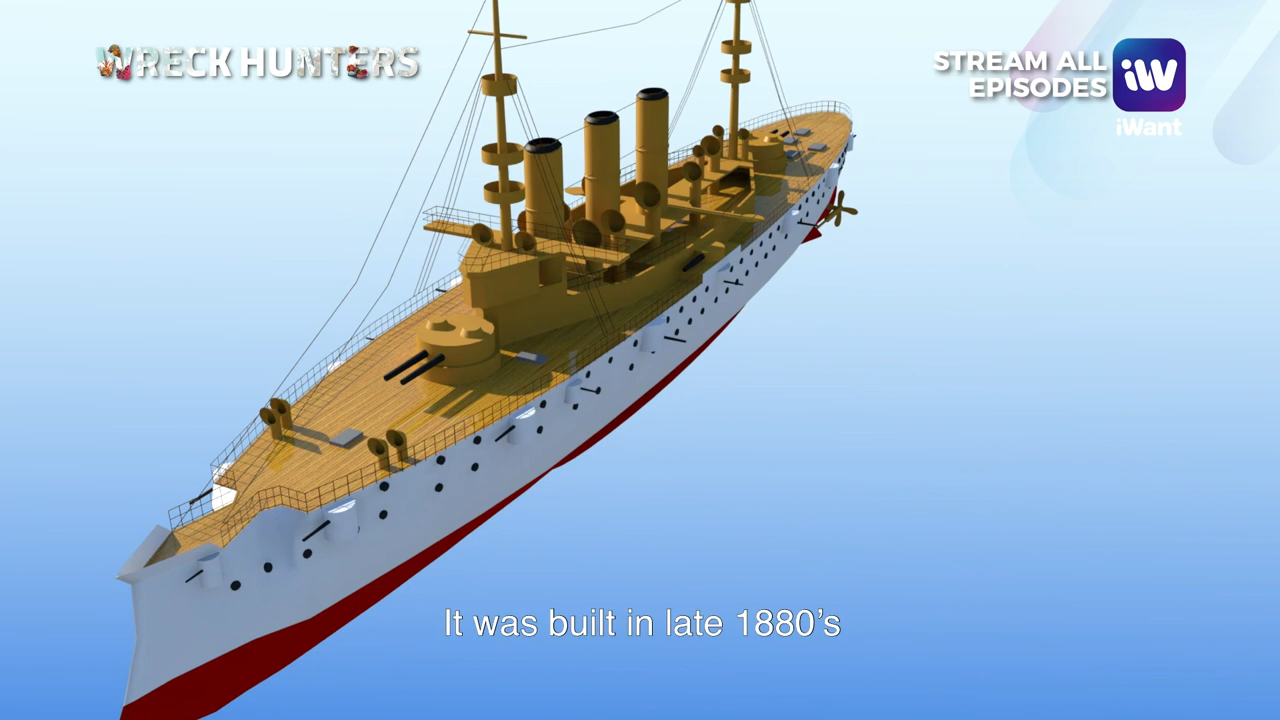 WRECK HUNTERS
STREAM ALL
EPISODES
iW
iWant
It was built in late 1880's